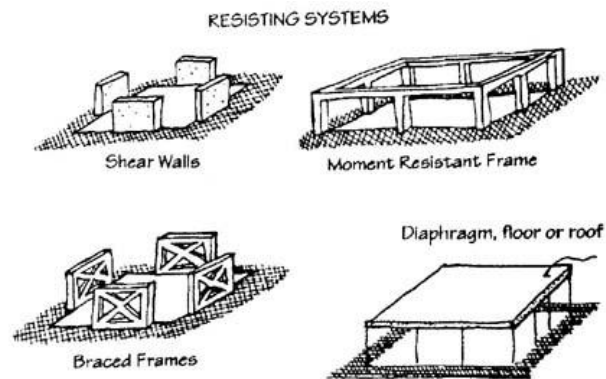 RESISTING SYSTEMS
Shear Walls
Moment Resistant Frame
Braced Frames
Diaphragm, floor or roof